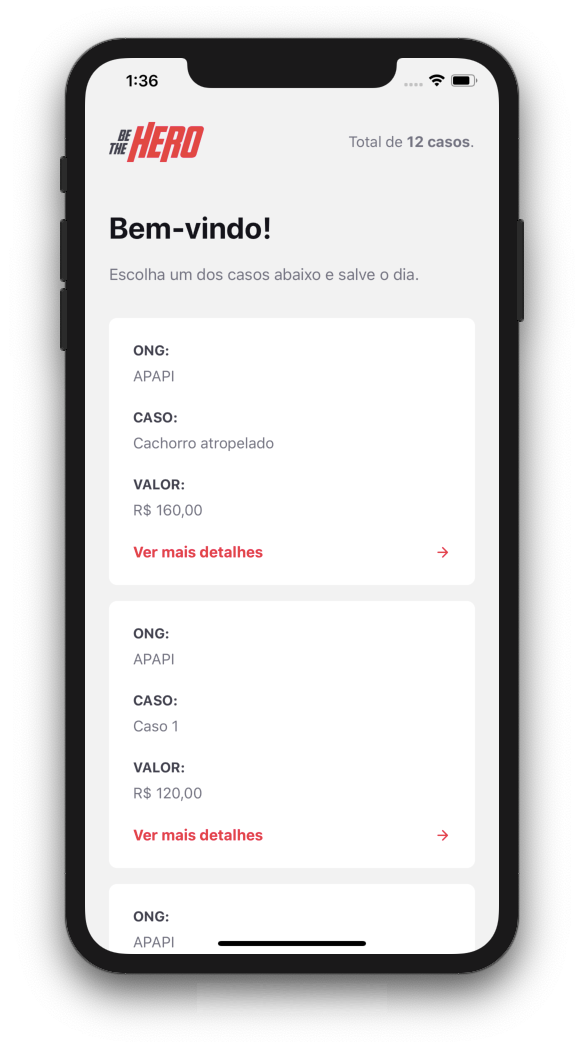 1:36
BE THE HERO
Total de 12 casos.
Bem-vindo!
Escolha um dos casos abaixo e salve o dia.
ONG:
APAPI
CASO:
Cachorro atropelado
VALOR:
R$ 160,00
Ver mais detalhes →
ONG:
APAPI
CASO:
Caso 1
VALOR:
R$ 120,00
Ver mais detalhes →
ONG:
APAPI